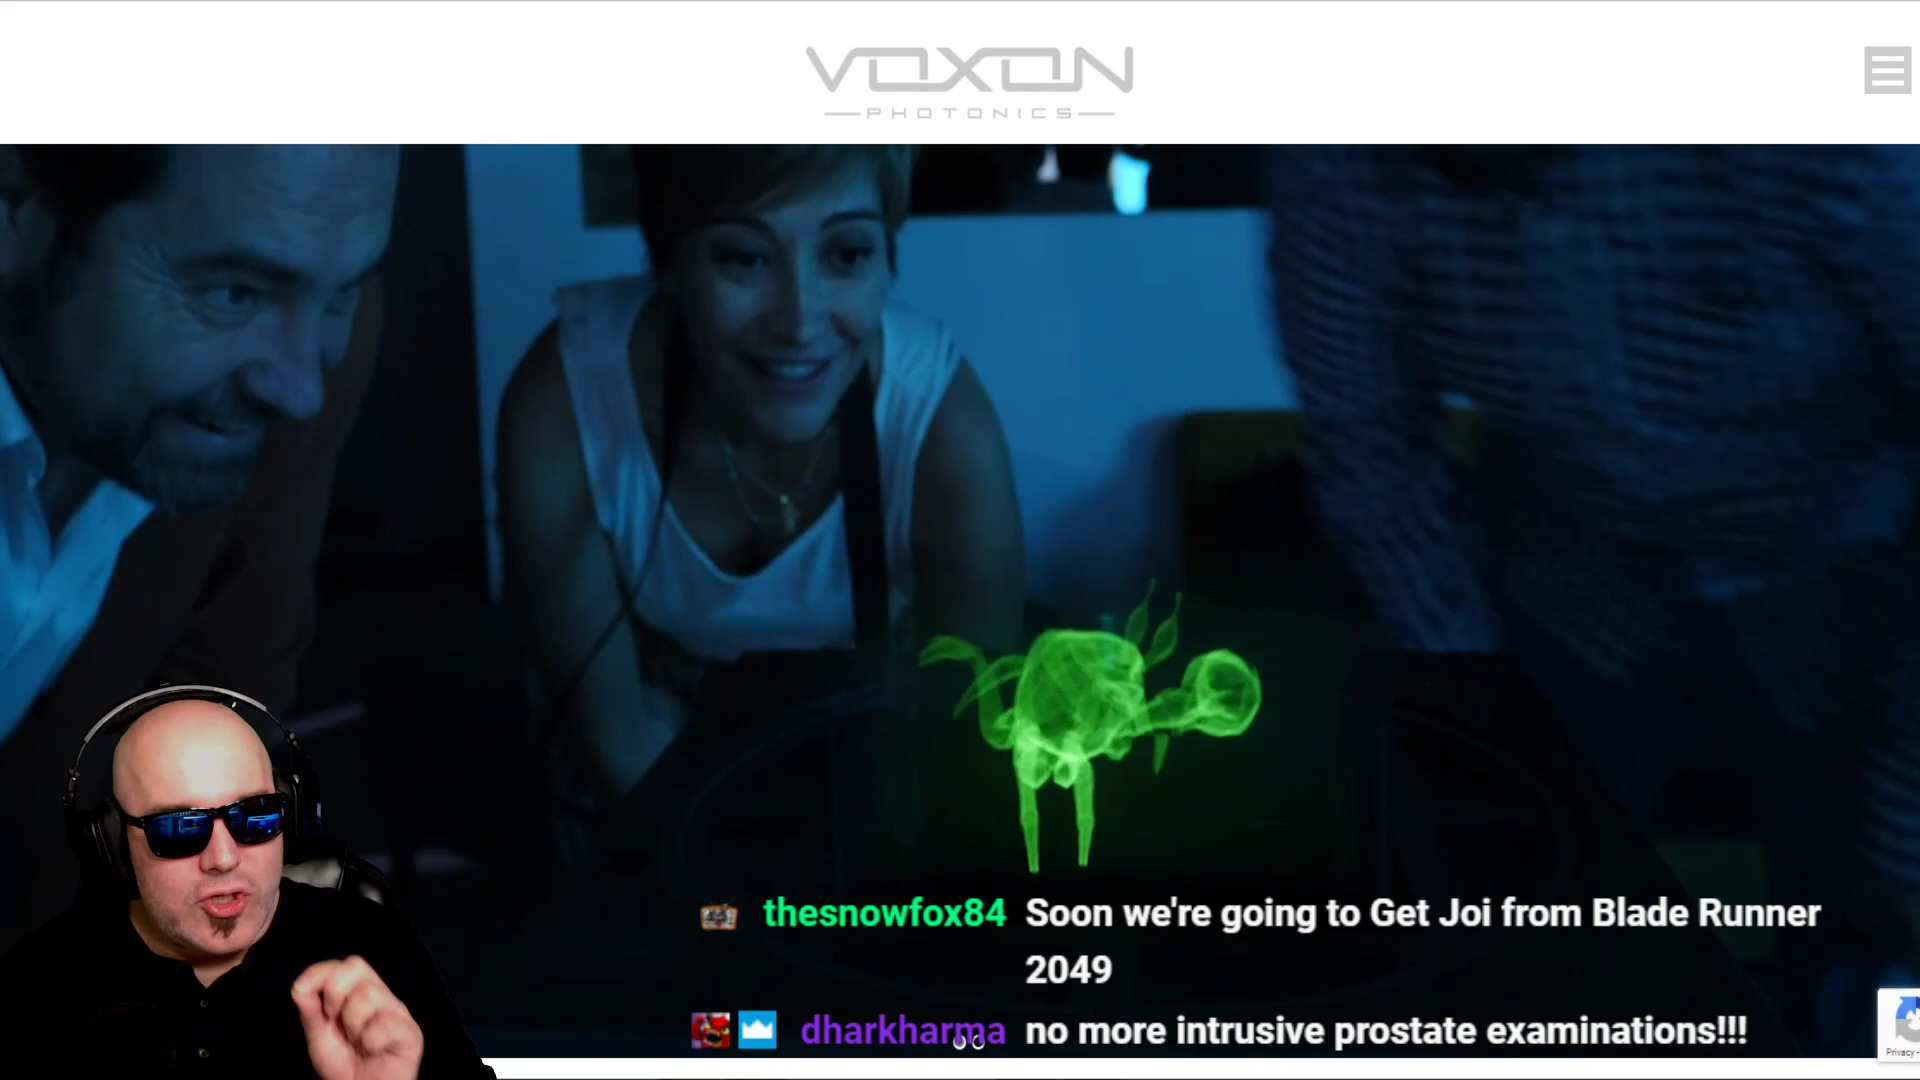 VOXON
PHOTONICS
thesnowfox84 Soon we're going to Get Joi from Blade Runner
2049
dharkharma no more intrusive prostate examinations!!!
Privacy -